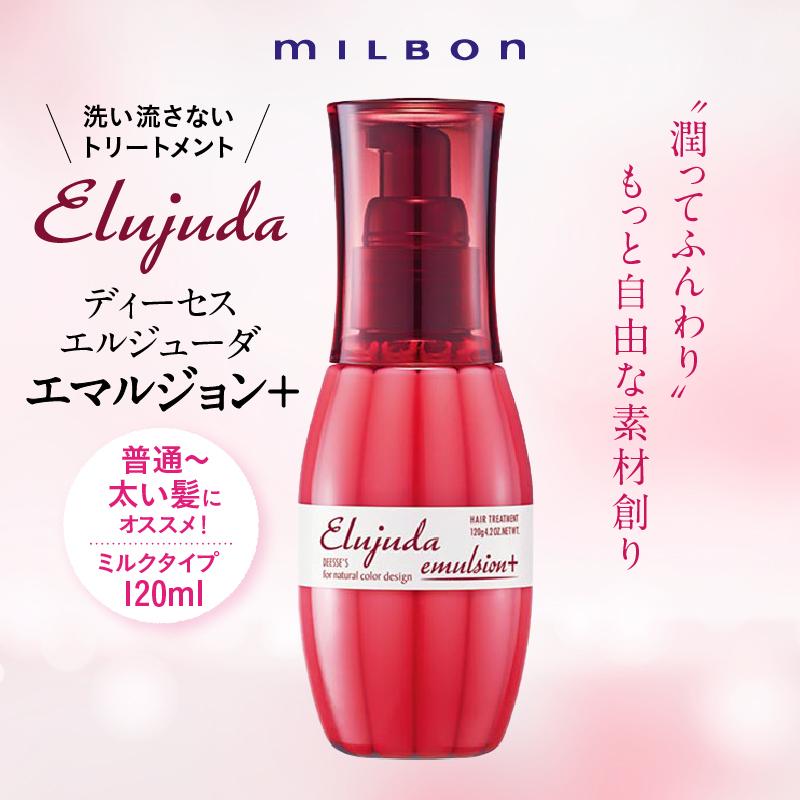 MILBON
洗い流さない
トリートメント
Elujuda
ディーセス
エルジューダ
エマルジョン+
普通〜
太い髪に
オススメ!
ミルクタイプ
120ml
〝潤ってふんわり〟
もっと自由な素材創り
HAIR TREATMENT
120g4.2OZ.NETWT.
Elujuda
DEESSE'S
emulsion+
for natural color design